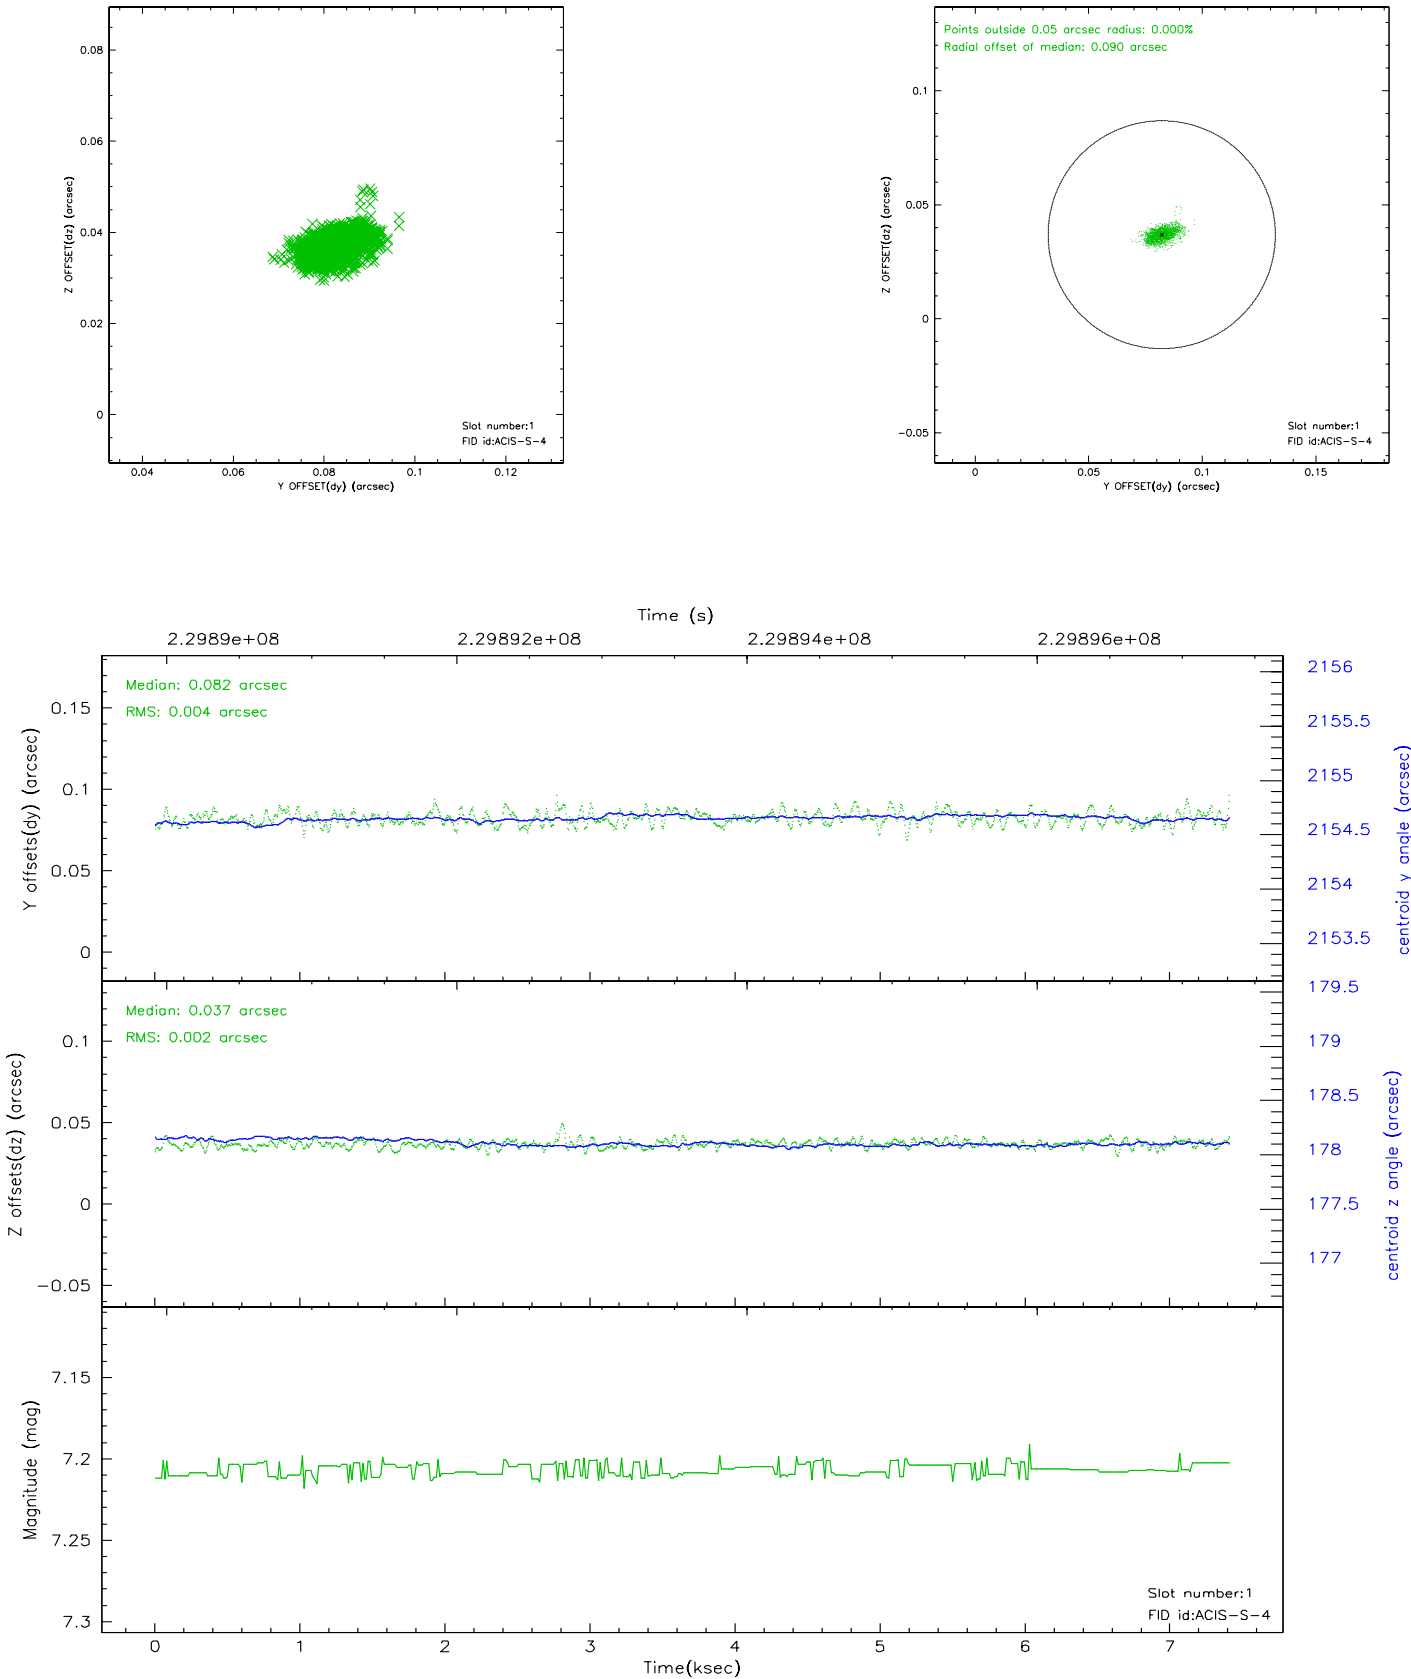 0.08
0.06
0.04
0.02
0
Z OFFSET(dz) (arcsec)
0.04
0.06
0.08
0.1
0.12
Y OFFSET(dy) (arcsec)
Slot number:1
FID id:ACIS-S-4
Points outside 0.05 arcsec radius: 0.000%
Radial offset of median: 0.090 arcsec
0.1
0.05
0
-0.05
Z OFFSET(dz) (arcsec)
0
0.05
0.1
0.15
Y OFFSET(dy) (arcsec)
Slot number:1
FID id:ACIS-S-4
Time (s)
2.2989e+08
2.29892e+08
2.29894e+08
2.29896e+08
Median: 0.082 arcsec
RMS: 0.004 arcsec
0.15
0.1
0.05
0
Y offsets(dy) (arcsec)
2156
2155.5
2155
2154.5
2154
2153.5
centroid y angle (arcsec)
Median: 0.037 arcsec
RMS: 0.002 arcsec
0.1
0.05
0
-0.05
Z offsets(dz) (arcsec)
179.5
179
178.5
178
177.5
177
centroid z angle (arcsec)
7.15
7.2
7.25
7.3
Magnitude (mag)
Slot number:1
FID id:ACIS-S-4
0
1
2
3
4
5
6
7
Time(ksec)